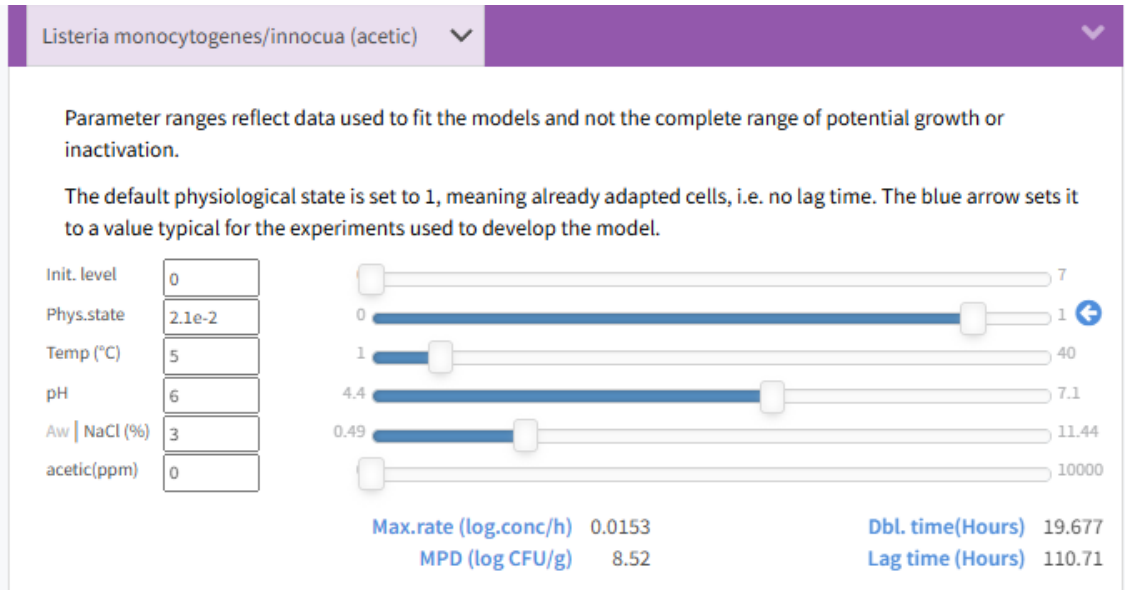 Listeria monocytogenes/innocua (acetic)
Parameter ranges reflect data used to fit the models and not the complete range of potential growth or
inactivation.
The default physiological state is set to 1, meaning already adapted cells, i.e. no lag time. The blue arrow sets it
to a value typical for the experiments used to develop the model.
Init. level 0 7
Phys.state 2.1e-2 0 1
Temp (°C) 5 1 40
pH 6 4.4 7.1
Aw | NaCl (%) 3 0.49 11.44
acetic(ppm) 0 10000
Max.rate (log.conc/h) 0.0153 Dbl. time(Hours) 19.677
MPD (log CFU/g) 8.52 Lag time (Hours) 110.71